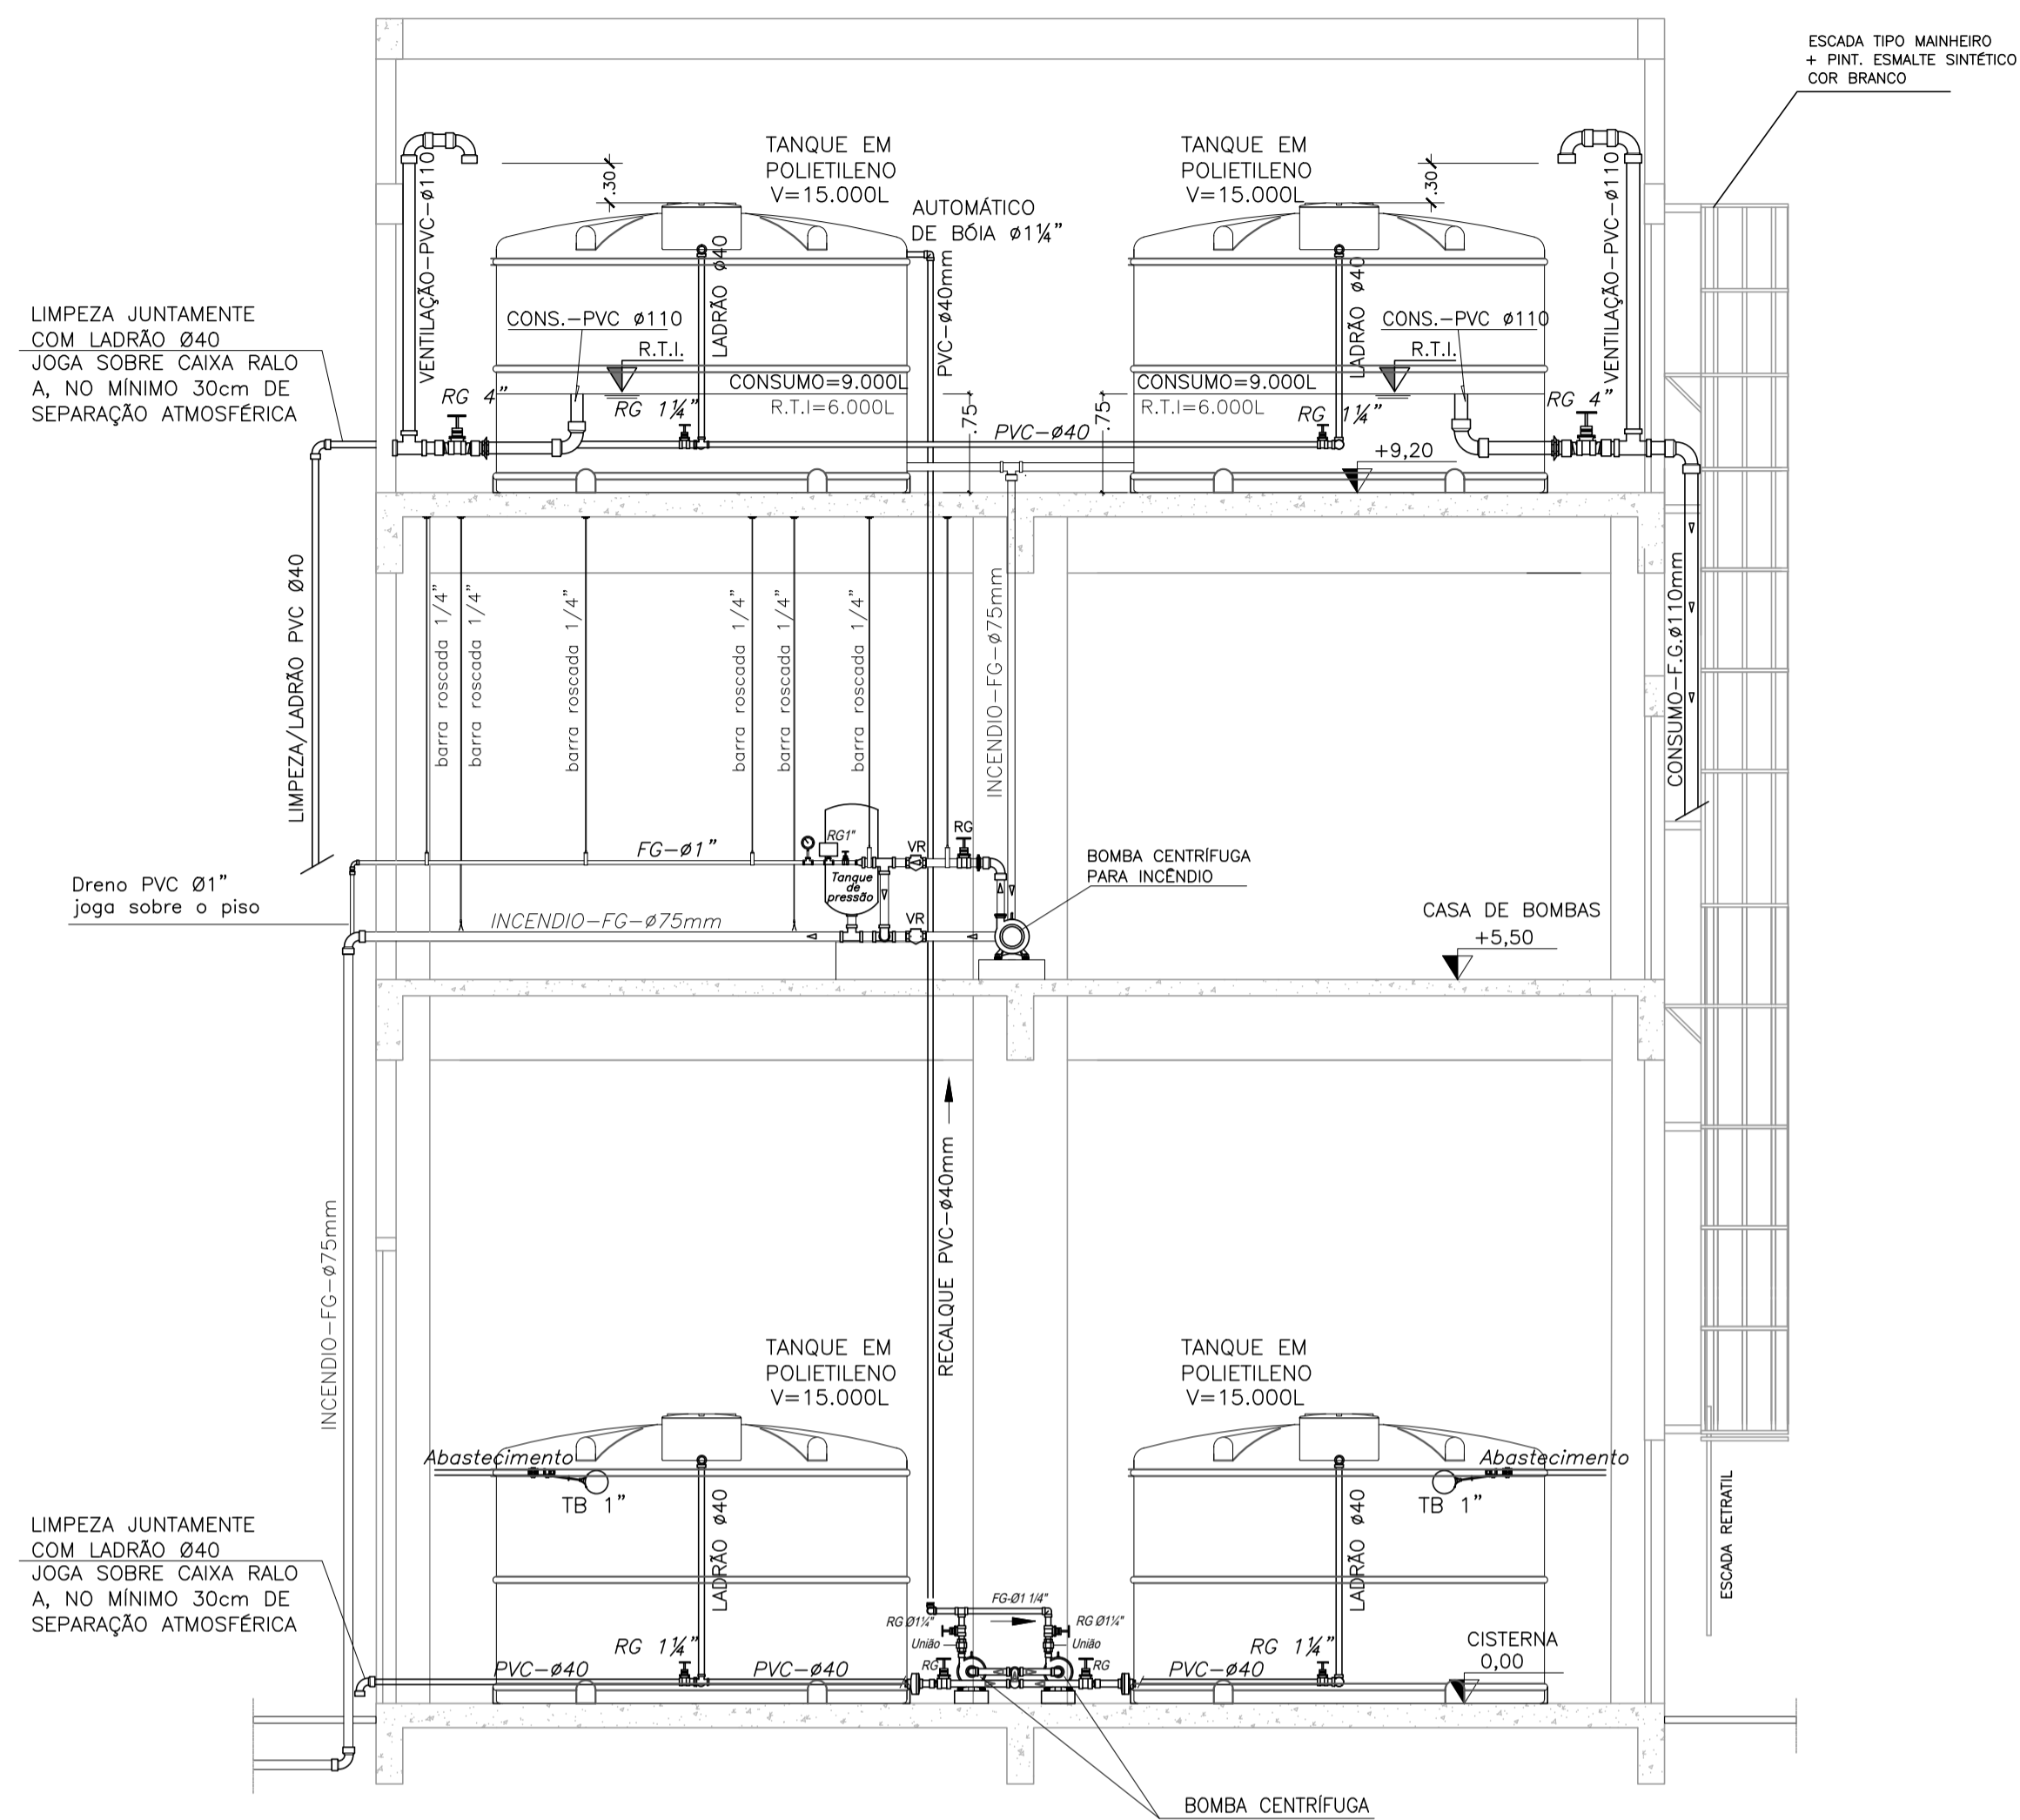 ESCADA TIPO MAINHEIRO
+ PINT. ESMALTE SINTÉTICO
COR BRANCO
TANQUE EM
POLIETILENO
V=15.000L
TANQUE EM
POLIETILENO
V=15.000L
AUTOMÁTICO
DE BÓIA ø1¼"
.30
.30
VENTILAÇÃO-PVC-ø110
LADRÃO ø40
PVC-ø40mm
LADRÃO ø40
VENTILAÇÃO-PVC-ø110
LIMPEZA JUNTAMENTE
COM LADRÃO Ø40
JOGA SOBRE CAIXA RALO
A, NO MÍNIMO 30cm DE
SEPARAÇÃO ATMOSFÉRICA
CONS.-PVC ø110
R.T.I.
CONS.-PVC ø110
R.T.I.
CONSUMO=9.000L
R.T.I=6.000L
CONSUMO=9.000L
R.T.I=6.000L
RG 4"
RG 1¼"
.75
.75
RG 1¼"
RG 4"
PVC-ø40
+9,20
LIMPEZA/LADRÃO PVC Ø40
barra roscada 1/4"
barra roscada 1/4"
barra roscada 1/4"
barra roscada 1/4"
barra roscada 1/4"
barra roscada 1/4"
INCENDIO-FG-ø75mm
CONSUMO-F.G.ø110mm
FG-ø1"
RG1"
VR
RG
Tanque
de
pressão
BOMBA CENTRÍFUGA
PARA INCÊNDIO
Dreno PVC Ø1"
joga sobre o piso
INCENDIO-FG-ø75mm
VR
CASA DE BOMBAS
+5,50
INCENDIO-FG-ø75mm
RECALQUE PVC-ø40mm
TANQUE EM
POLIETILENO
V=15.000L
TANQUE EM
POLIETILENO
V=15.000L
Abastecimento
TB 1"
LADRÃO ø40
Abastecimento
TB 1"
LADRÃO ø40
ESCADA RETRATIL
LIMPEZA JUNTAMENTE
COM LADRÃO Ø40
JOGA SOBRE CAIXA RALO
A, NO MÍNIMO 30cm DE
SEPARAÇÃO ATMOSFÉRICA
FG-Ø1 1/4"
RG Ø1¼"
RG Ø1¼"
União
União
RG
RG
RG 1¼"
PVC-ø40
PVC-ø40
RG 1¼"
PVC-ø40
CISTERNA
0,00
BOMBA CENTRÍFUGA